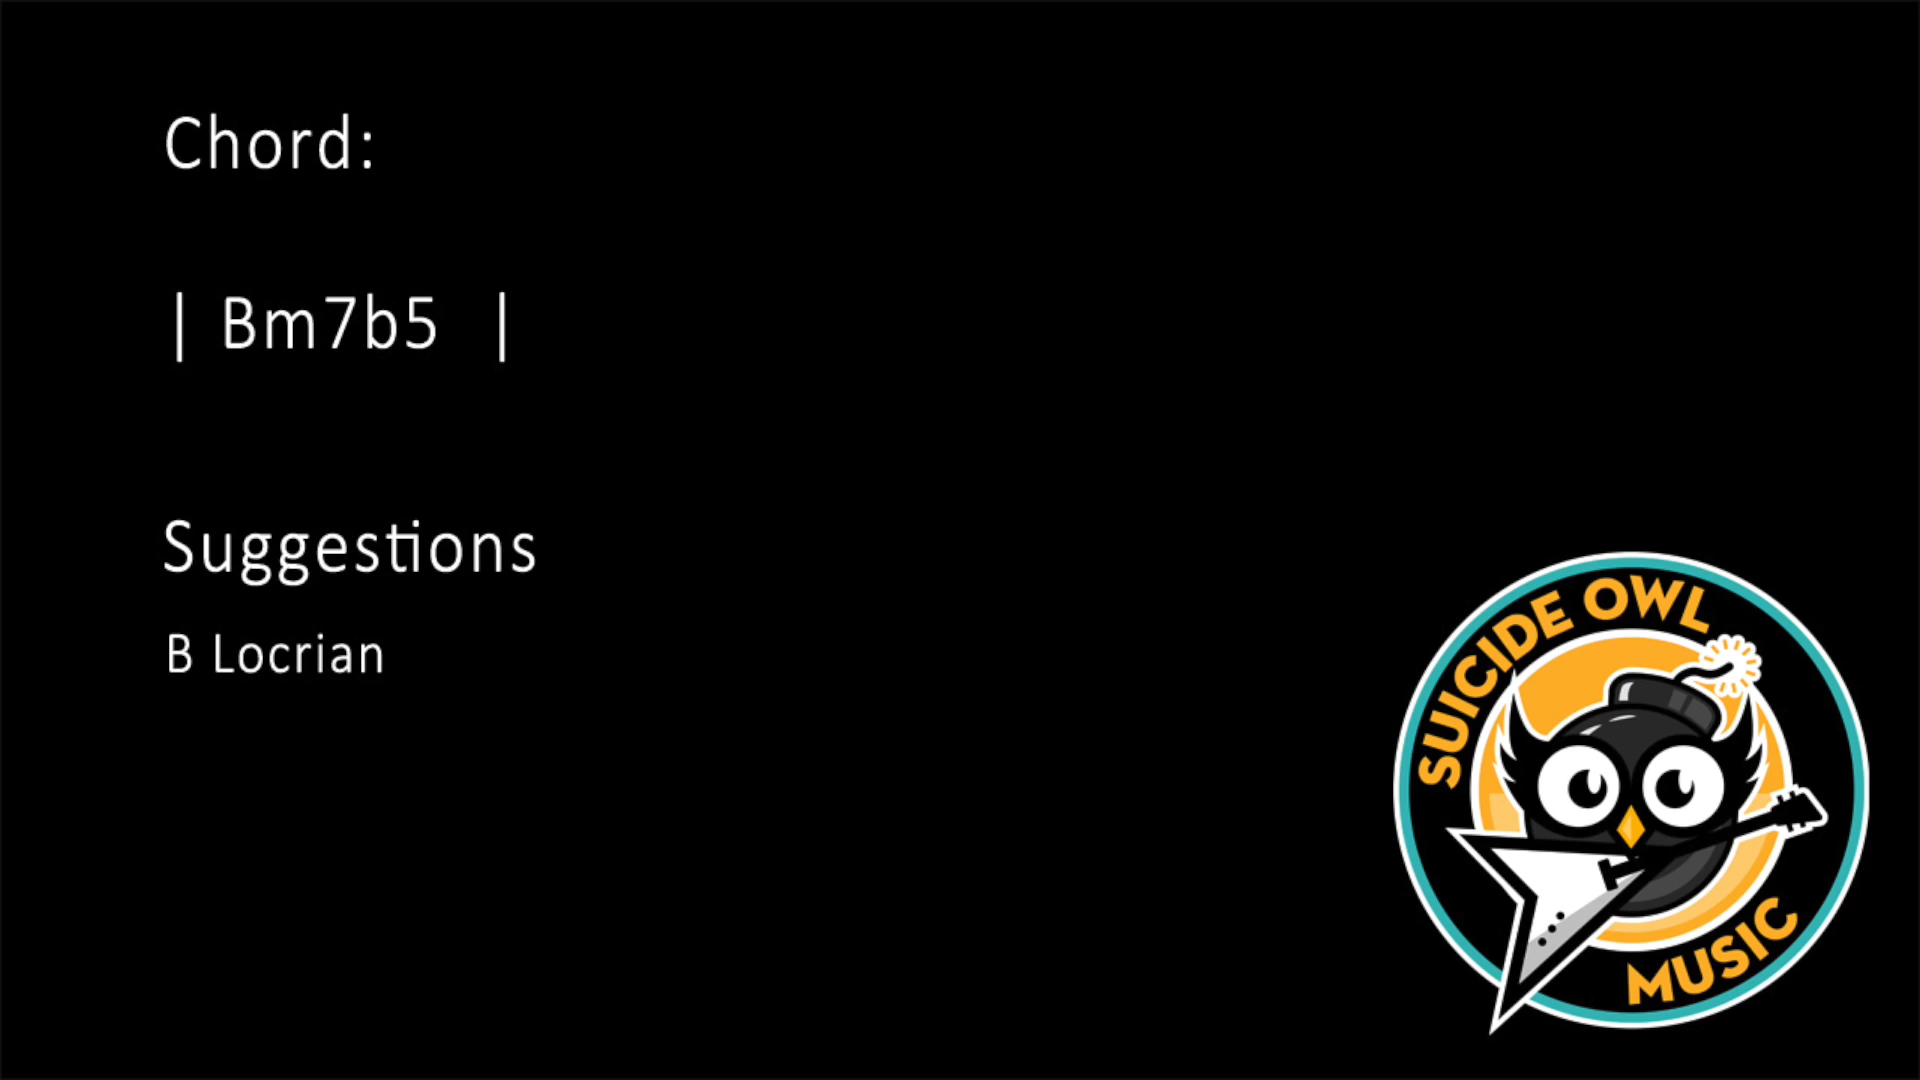 Chord:
| Bm7b5 |
Suggestions
B Locrian
SUICIDE OWL
MUSIC